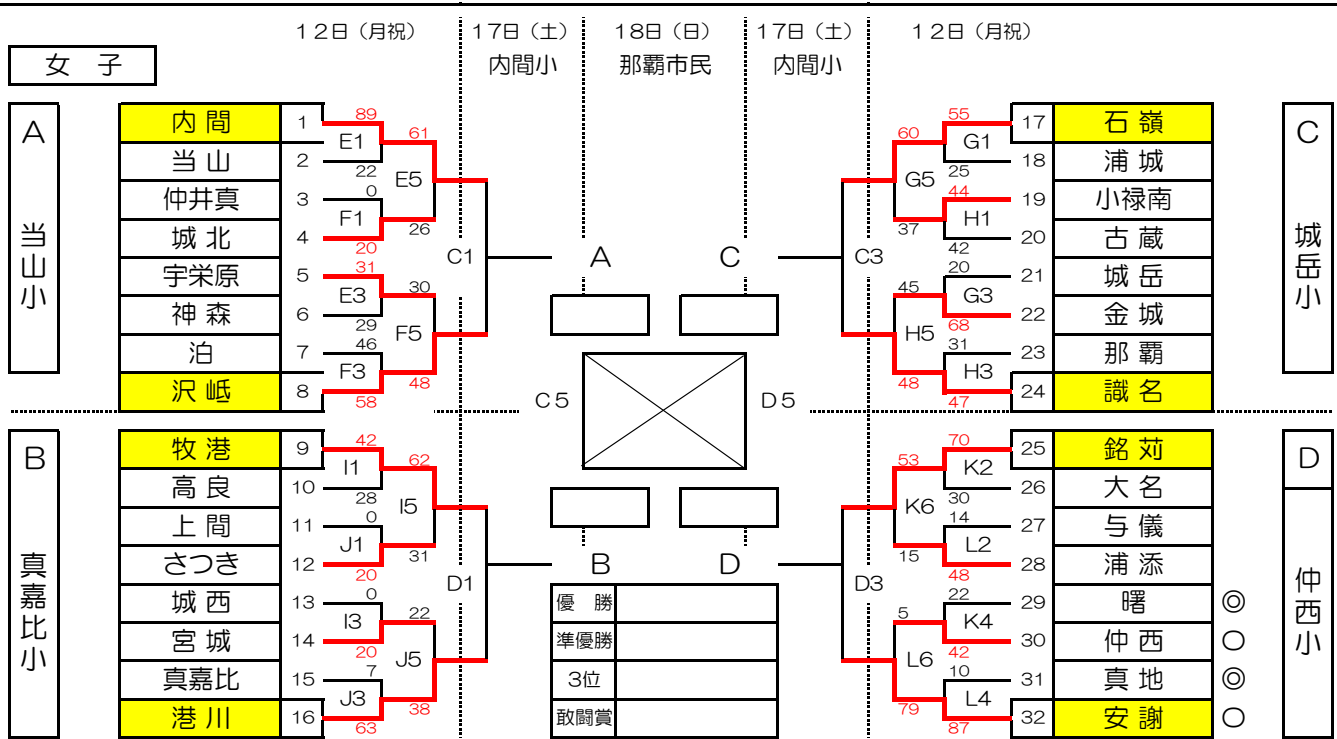 12日（月祝）
17日（土）
18日（日）
17日（土）
12日（月祝）
内間小
那覇市民
内間小
女 子
A
当山小
内 間 1 89
E1 61
当 山 2 22
E5
仲井真 3 0
F1 26
城 北 4 20
C1
宇栄原 5 31
E3 30
神 森 6 29
F5
泊 7 46
F3 48
沢 岻 8 58
B
真嘉比小
牧 港 9 42
I1 62
高 良 10 28
I5
上 間 11 0
J1 31
さつき 12 20
D1
城 西 13 0
I3 22
宮 城 14 20
J5
真嘉比 15 7
J3 38
港 川 16 63
A
C
C5
D5
B
D
優 勝
準優勝
3位
敢闘賞
C
城岳小
55 17 石 嶺
60 G1
25 18 浦 城
G5
44 19 小禄南
37 H1
42 20 古 蔵
C3
20 21 城 岳
45 G3
68 22 金 城
H5
31 23 那 覇
48 H3
47 24 識 名
D
仲西小
70 25 銘 苅
53 K2
30 26 大 名
K6
14 27 与 儀
15 L2
48 28 浦 添
D3
22 29 曙 ◎
5 K4
42 30 仲 西 〇
L6
10 31 真 地 ◎
79 L4
87 32 安 謝 〇